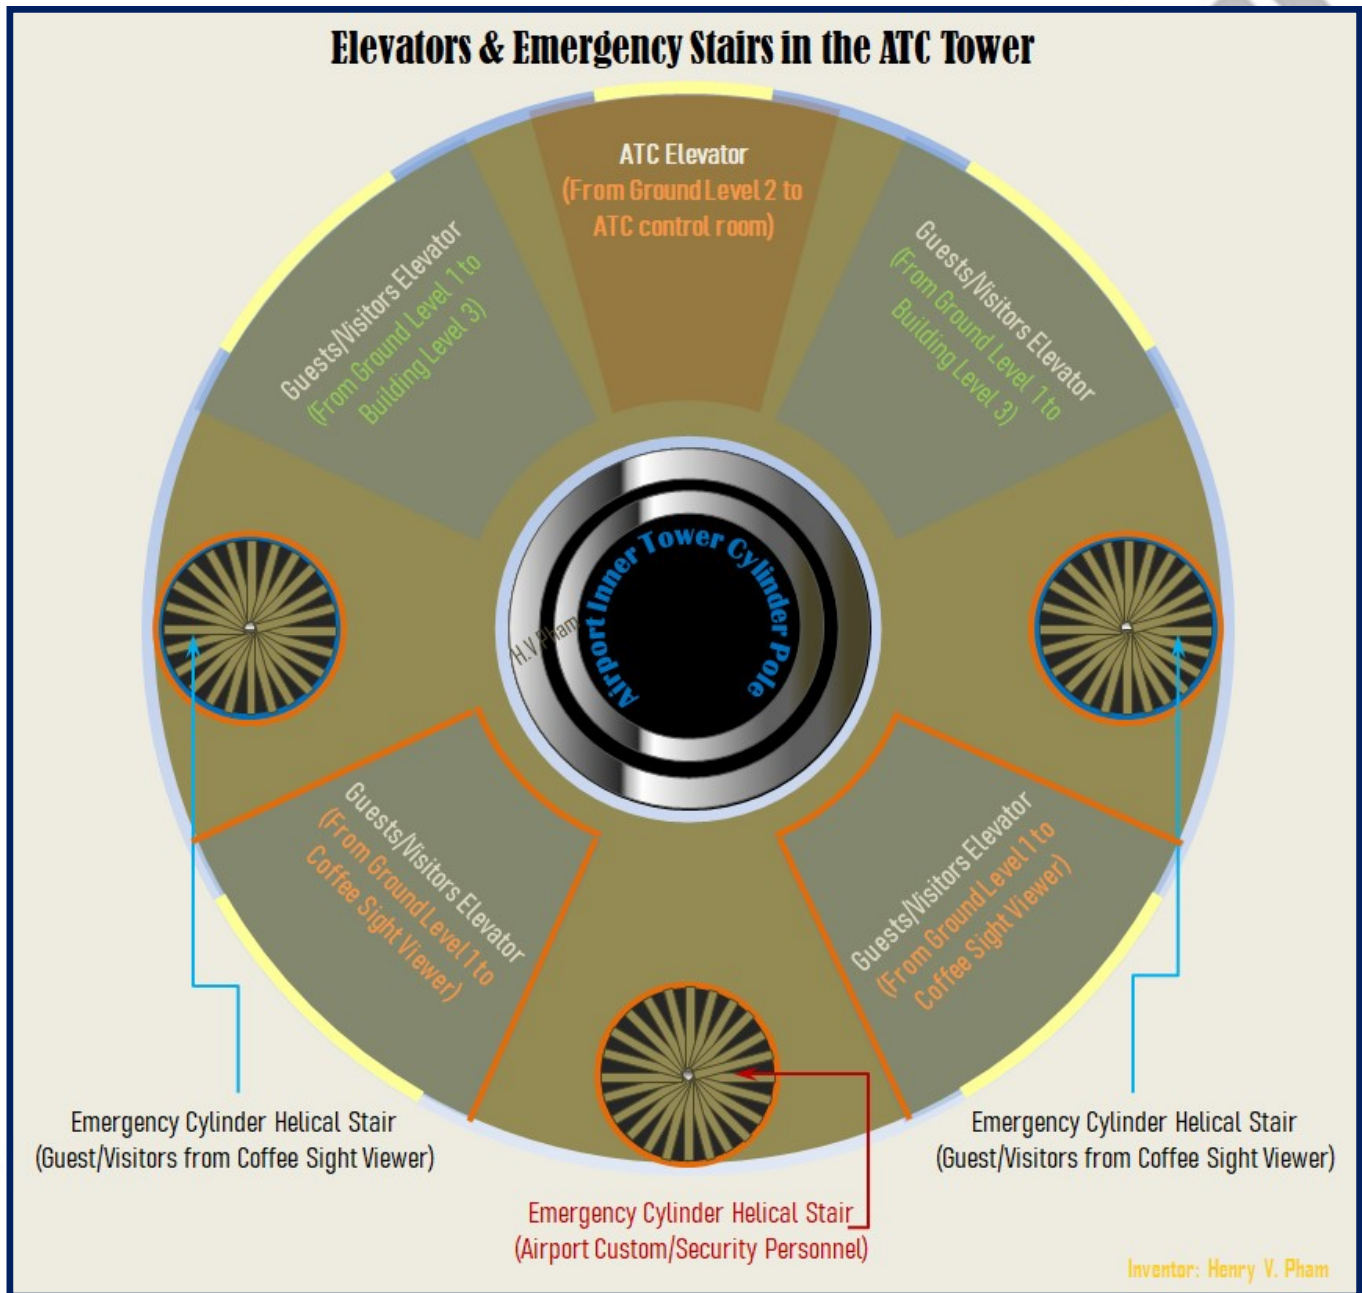 Elevators & Emergency Stairs in the ATC Tower
ATC Elevator
(From Ground Level 2 to
ATC control room)
Guests/Visitors Elevator
(From Ground Level 1 to
Building Level 3)
Guests/Visitors Elevator
(From Ground Level 1 to
Building Level 3)
Airport Inner Tower Cylinder Pole
H.V.Pham
Guests/Visitors Elevator
(From Ground Level 1 to
Coffee Sight Viewer)
Guests/Visitors Elevator
(From Ground Level 1 to
Coffee Sight Viewer)
Emergency Cylinder Helical Stair
(Guest/Visitors from Coffee Sight Viewer)
Emergency Cylinder Helical Stair
(Guest/Visitors from Coffee Sight Viewer)
Emergency Cylinder Helical Stair
(Airport Custom/Security Personnel)
Inventor: Henry V. Pham